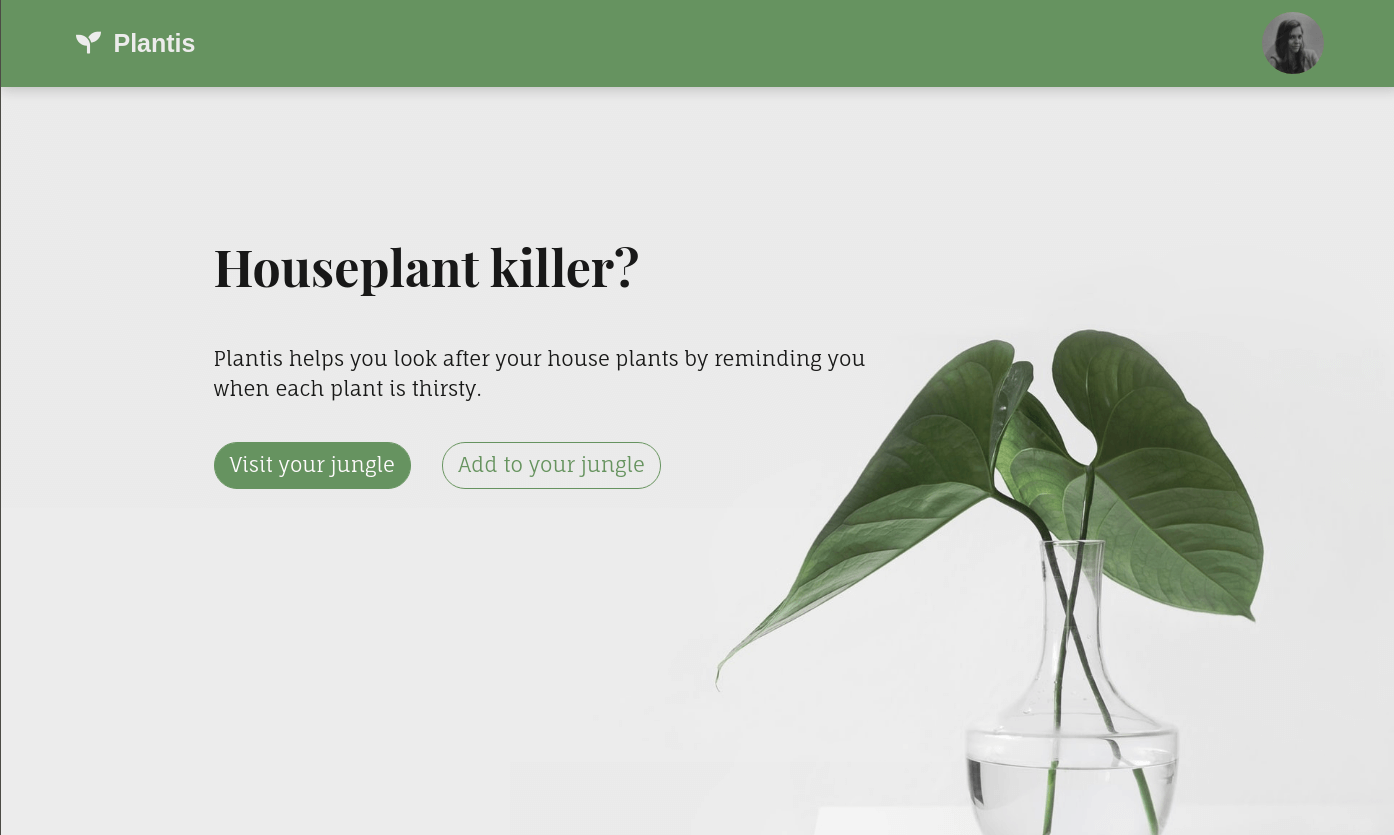 Plantis
Houseplant killer?
Plantis helps you look after your house plants by reminding you
when each plant is thirsty.
Visit your jungle
Add to your jungle